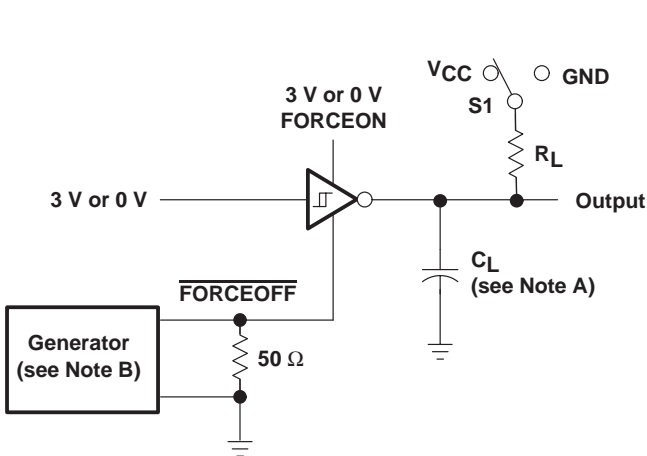 VCC
GND
S1
3 V or 0 V
FORCEON
RL
3 V or 0 V
Output
CL
(see Note A)
FORCEOFF
Generator
(see Note B)
50 Ω